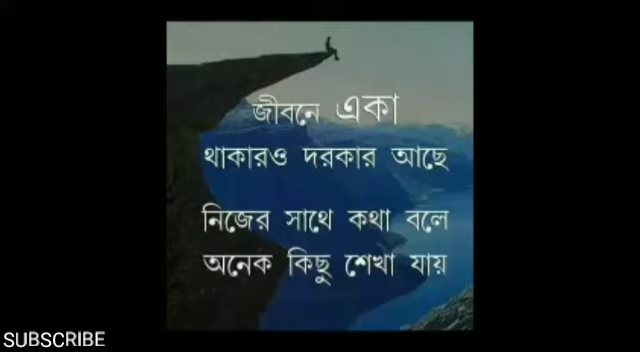 জীবনে একা
থাকারও দরকার আছে
নিজের সাথে কথা বলে
অনেক কিছু শেখা যায়
SUBSCRIBE